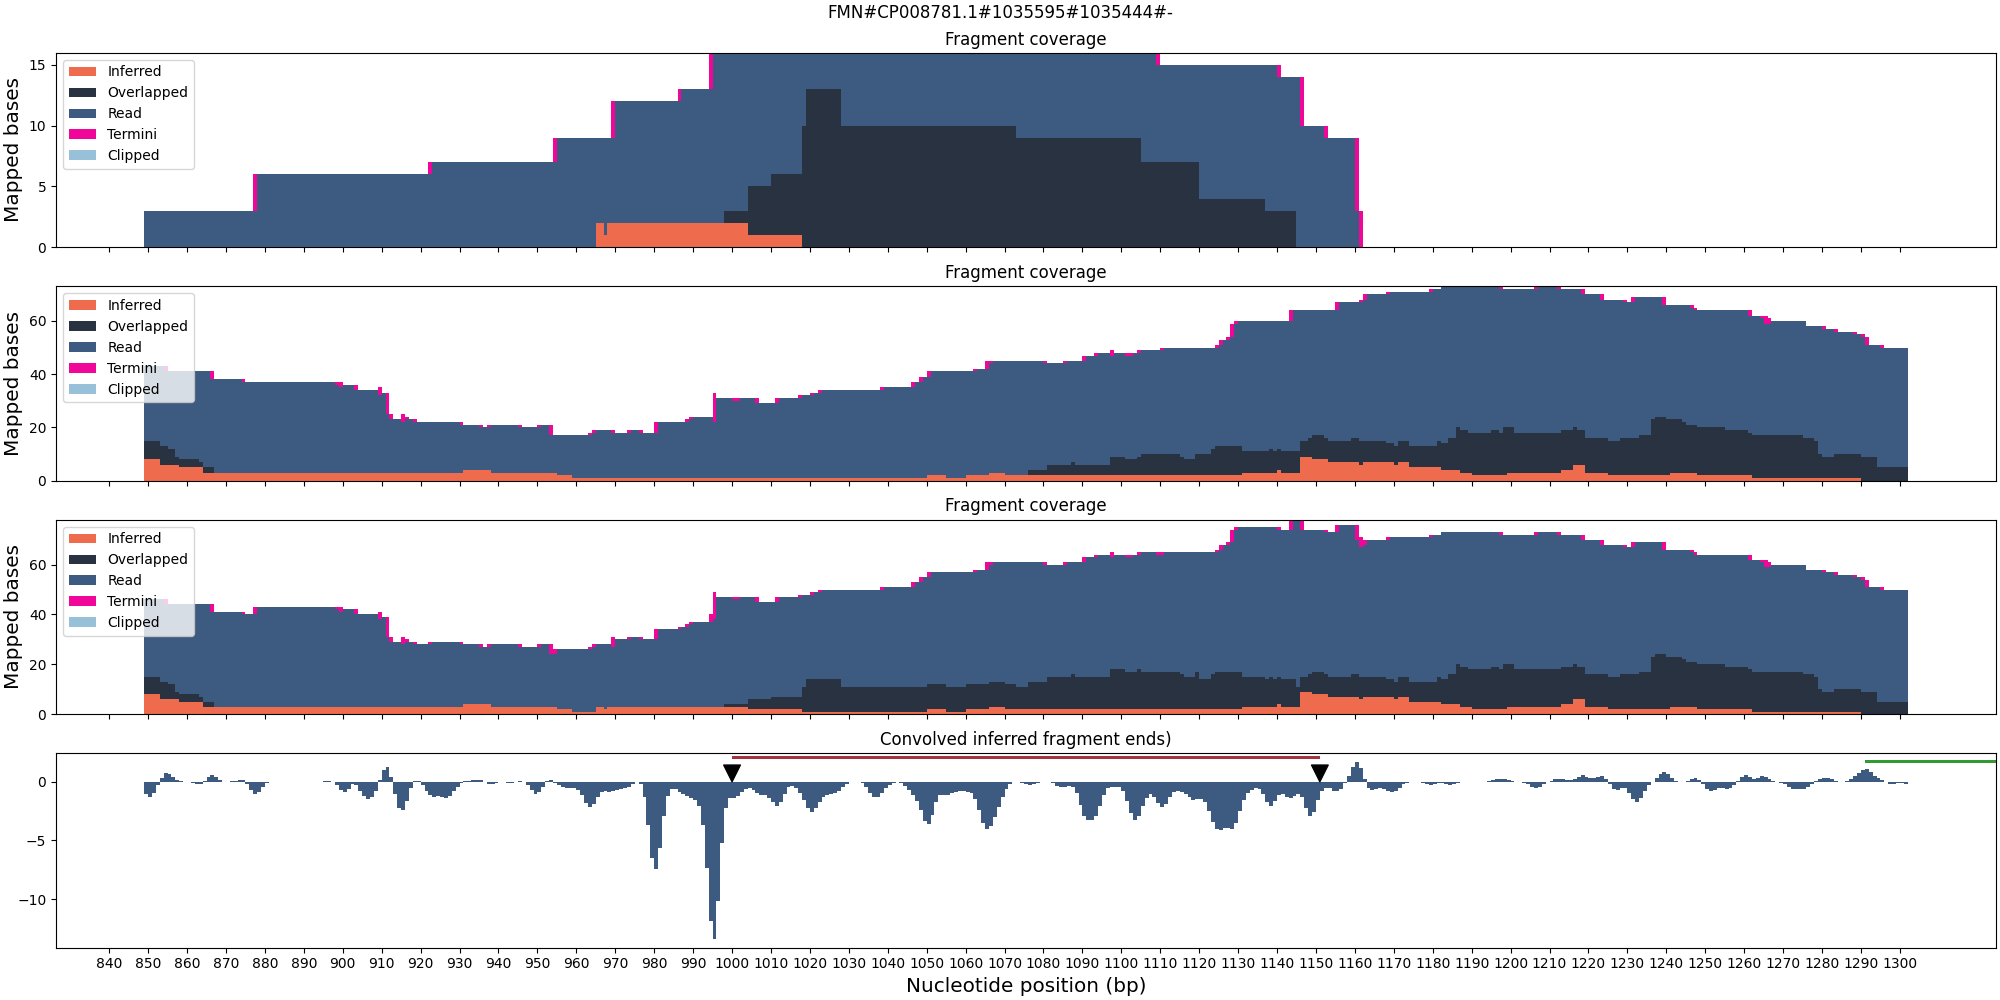 FMN#CP008781.1#1035595#1035444#-
Fragment coverage
Mapped bases
15
10
5
0
Inferred
Overlapped
Read
Termini
Clipped
Fragment coverage
Mapped bases
60
40
20
0
Inferred
Overlapped
Read
Termini
Clipped
Fragment coverage
Mapped bases
60
40
20
0
Inferred
Overlapped
Read
Termini
Clipped
Convolved inferred fragment ends)
0
−5
−10
840 850 860 870 880 890 900 910 920 930 940 950 960 970 980 990 1000 1010 1020 1030 1040 1050 1060 1070 1080 1090 1100 1110 1120 1130 1140 1150 1160 1170 1180 1190 1200 1210 1220 1230 1240 1250 1260 1270 1280 1290 1300
Nucleotide position (bp)